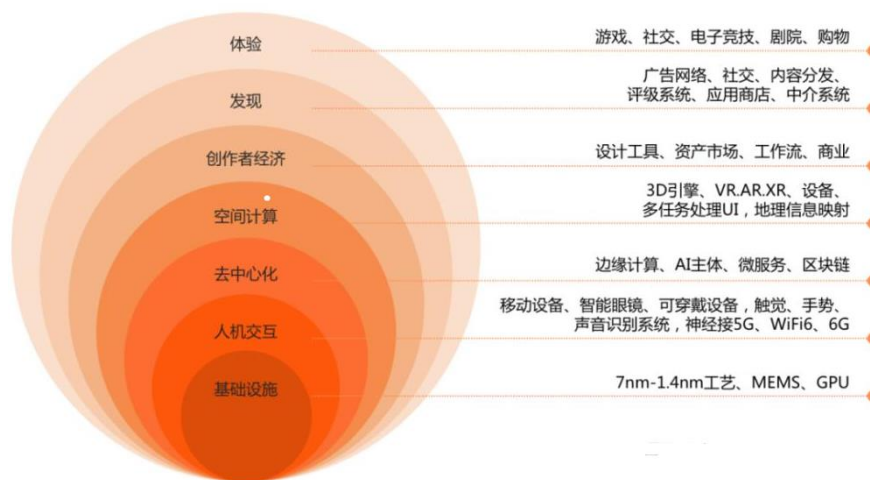 体验
游戏、社交、电子竞技、剧院、购物
发现
广告网络、社交、内容分发、
评级系统、应用商店、中介系统
创作者经济
设计工具、资产市场、工作流、商业
空间计算
3D引擎、VR.AR.XR、设备、
多任务处理UI，地理信息映射
去中心化
边缘计算、AI主体、微服务、区块链
人机交互
移动设备、智能眼镜、可穿戴设备，触觉、手势、
声音识别系统，神经接5G、WiFi6、6G
基础设施
7nm-1.4nm工艺、MEMS、GPU